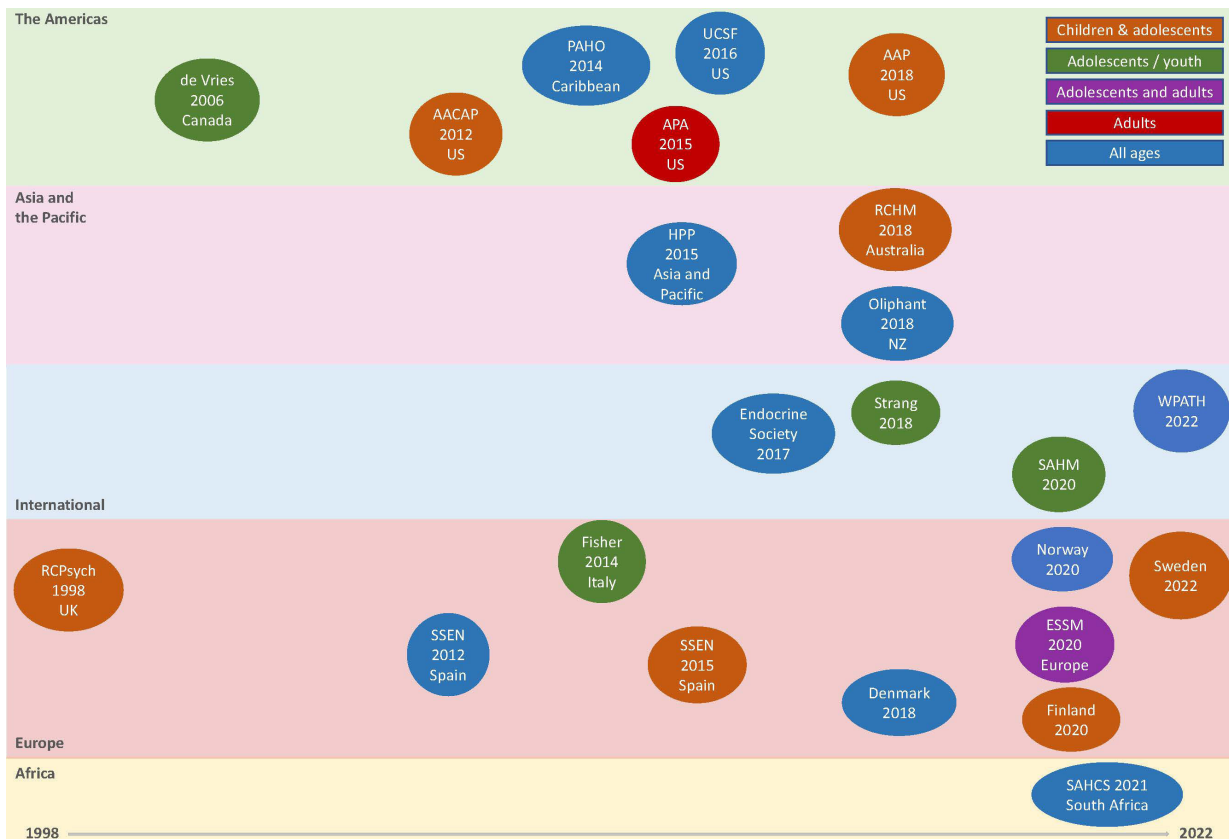 The Americas
de Vries
2006
Canada
AACAP
2012
US
PAHO
2014
Caribbean
UCSF
2016
US
APA
2015
US
AAP
2018
US
Children & adolescents
Adolescents / youth
Adolescents and adults
Adults
All ages
Asia and
the Pacific
HPP
2015
Asia and
Pacific
RCHM
2018
Australia
Oliphant
2018
NZ
International
Endocrine
Society
2017
Strang
2018
SAHM
2020
WPATH
2022
Europe
RCPsych
1998
UK
SSEN
2012
Spain
Fisher
2014
Italy
SSEN
2015
Spain
Denmark
2018
Norway
2020
ESSM
2020
Europe
Finland
2020
Sweden
2022
Africa
SAHCS 2021
South Africa
1998
2022